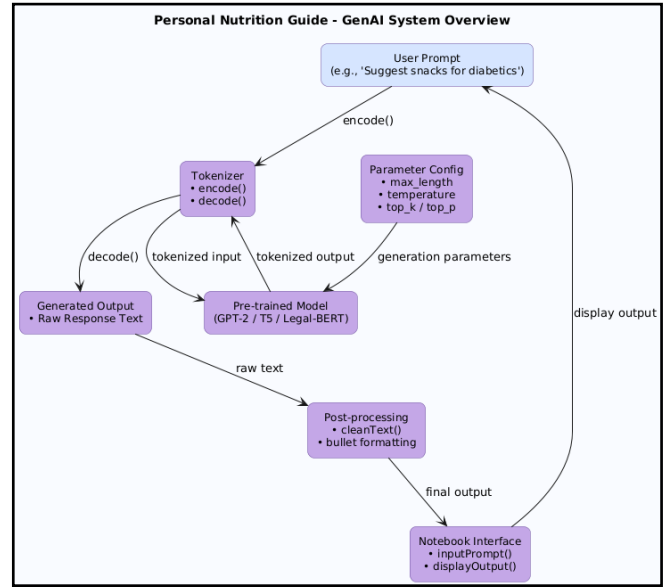 Personal Nutrition Guide - GenAI System Overview
User Prompt
(e.g., 'Suggest snacks for diabetics')
encode()
Tokenizer
• encode()
• decode()
Parameter Config
• max_length
• temperature
• top_k / top_p
decode()
tokenized input
tokenized output
generation parameters
Generated Output
• Raw Response Text
Pre-trained Model
(GPT-2 / T5 / Legal-BERT)
display output
raw text
Post-processing
• cleanText()
• bullet formatting
final output
Notebook Interface
• inputPrompt()
• displayOutput()